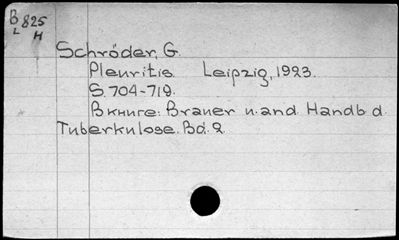 B 825
L H
Schröder, G.
Pleuritis Leipzig, 1923.
S. 704-719.
В книге: Brauer u. and Handb d.
Tuberkulose. Bd. 2.